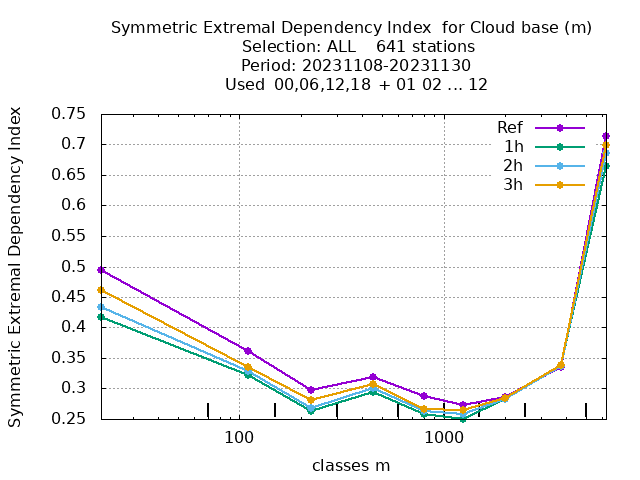 Symmetric Extremal Dependency Index  for Cloud base (m)
Selection: ALL    641 stations
Period: 20231108-20231130
Used  00,06,12,18 + 01 02 ... 12
Symmetric Extremal Dependency Index
0.75
0.7
0.65
0.6
0.55
0.5
0.45
0.4
0.35
0.3
0.25
Ref
1h
2h
3h
100
1000
classes m